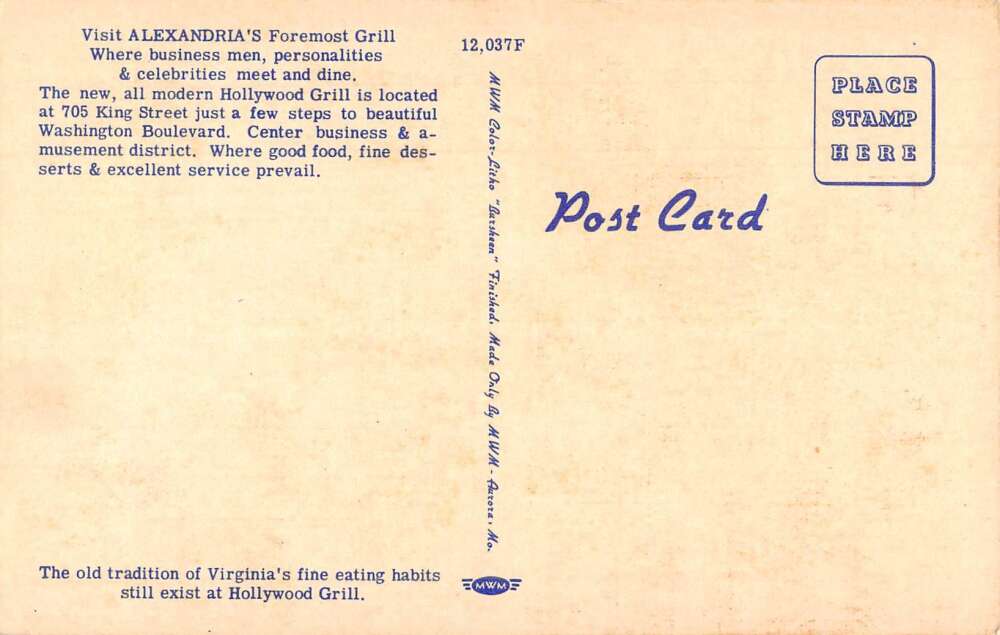 Visit ALEXANDRIA'S Foremost Grill
Where business men, personalities
& celebrities meet and dine.
The new, all modern Hollywood Grill is located
at 705 King Street just a few steps to beautiful
Washington Boulevard. Center business & a-
musement district. Where good food, fine des-
serts & excellent service prevail.
The old tradition of Virginia's fine eating habits
still exist at Hollywood Grill.
12,037F
MWM Color-Litho "Bursheen" Finished. Made Only By MWM - Aurora, Mo.
MWM
Post Card
PLACE
STAMP
HERE